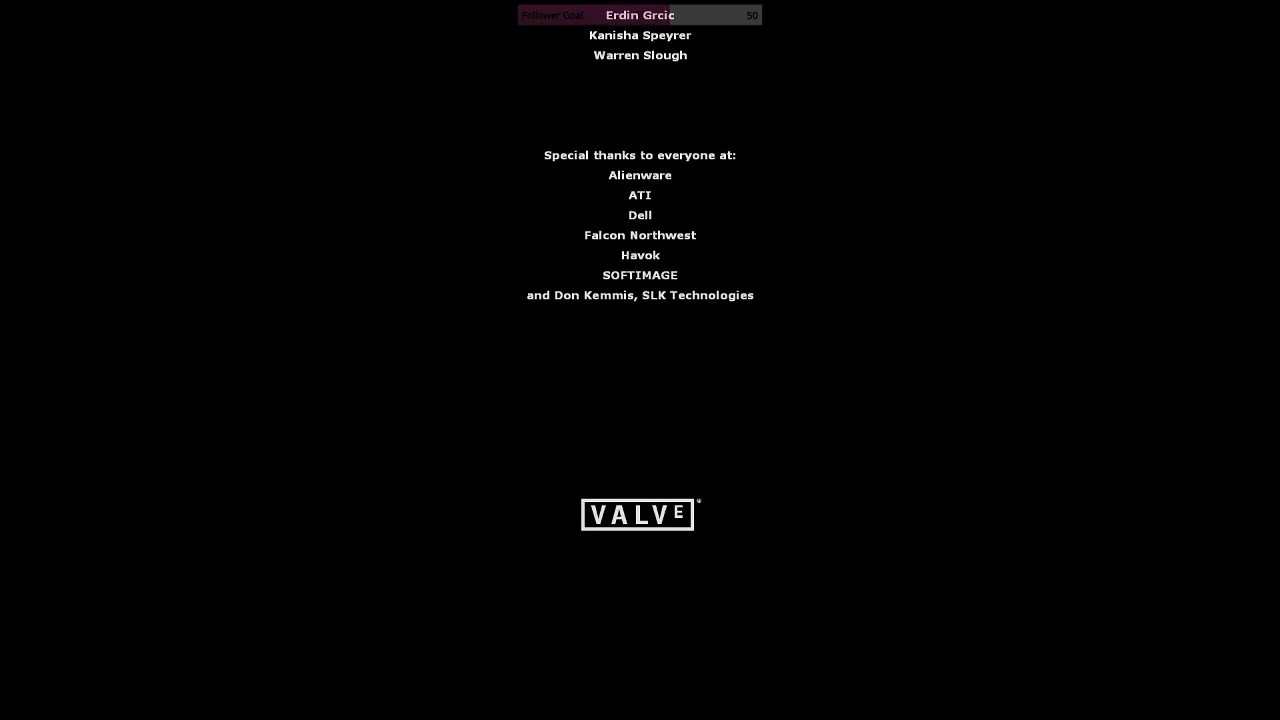 Follower Goal Erdin Grcic 50
Kanisha Speyrer
Warren Slough
Special thanks to everyone at:
Alienware
ATI
Dell
Falcon Northwest
Havok
SOFTIMAGE
and Don Kemmis, SLK Technologies
VALVE®